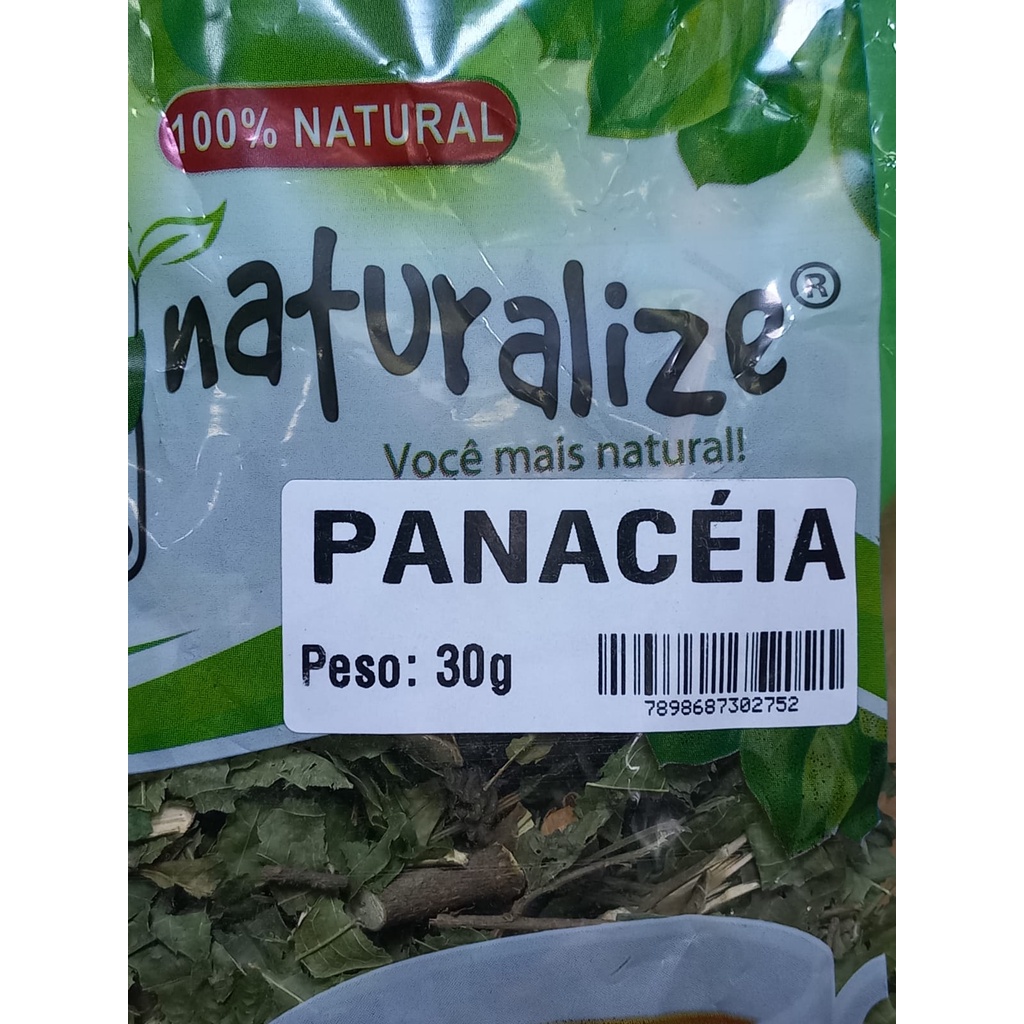 100% NATURAL
naturalize®
Você mais natural!
PANACÉIA
Peso: 30g
7898687302752